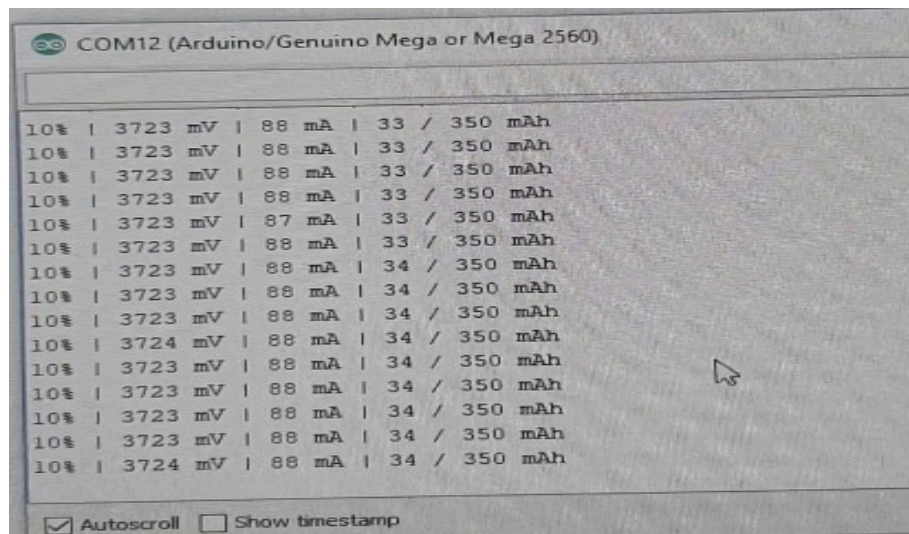 COM12 (Arduino/Genuino Mega or Mega 2560)
10% | 3723 mV | 88 mA | 33 / 350 mAh
10% | 3723 mV | 88 mA | 33 / 350 mAh
10% | 3723 mV | 88 mA | 33 / 350 mAh
10% | 3723 mV | 88 mA | 33 / 350 mAh
10% | 3723 mV | 87 mA | 33 / 350 mAh
10% | 3723 mV | 88 mA | 33 / 350 mAh
10% | 3723 mV | 88 mA | 34 / 350 mAh
10% | 3723 mV | 88 mA | 34 / 350 mAh
10% | 3723 mV | 88 mA | 34 / 350 mAh
10% | 3724 mV | 88 mA | 34 / 350 mAh
10% | 3723 mV | 88 mA | 34 / 350 mAh
10% | 3723 mV | 88 mA | 34 / 350 mAh
10% | 3723 mV | 88 mA | 34 / 350 mAh
10% | 3723 mV | 88 mA | 34 / 350 mAh
10% | 3724 mV | 88 mA | 34 / 350 mAh
Autoscroll Show timestamp